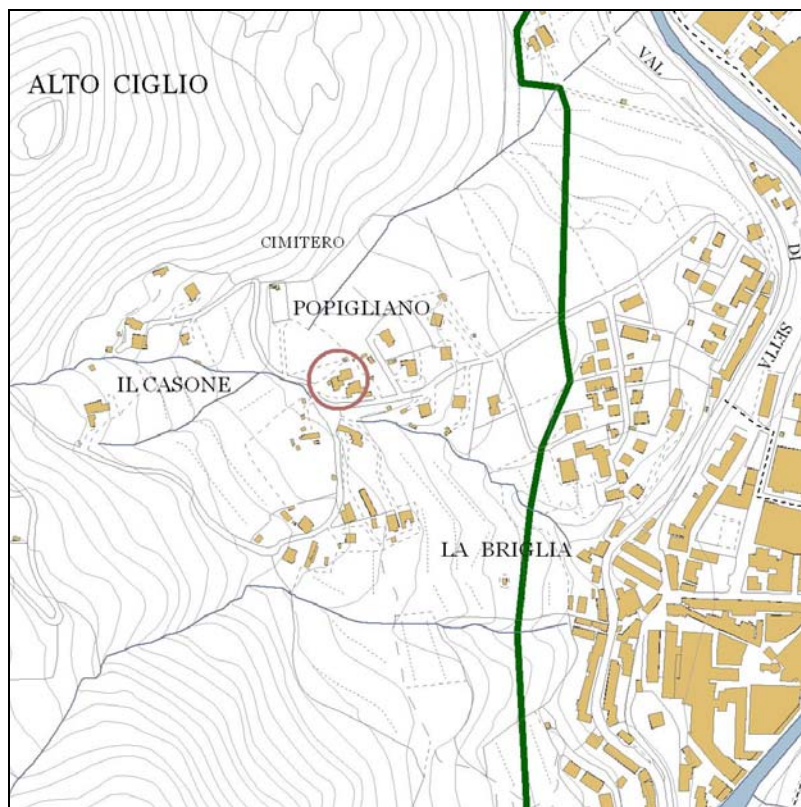 VAL
ALTO CIGLIO
DI
CIMITERO
POPIGLIANO
SETTA
IL CASONE
LA BRIGLIA